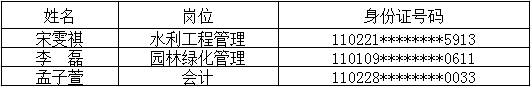 姓名 岗位 身份证号码
宋雯祺 水利工程管理 110221********5913
李 磊 园林绿化管理 110109********0611
孟子萱 会计 110228********0033